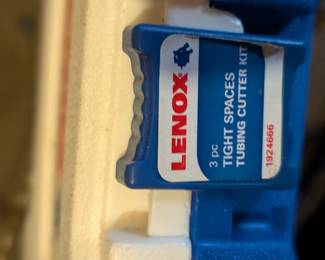 LENOX
3 pc
TIGHT SPACES
TUBING CUTTER KIT
1924666